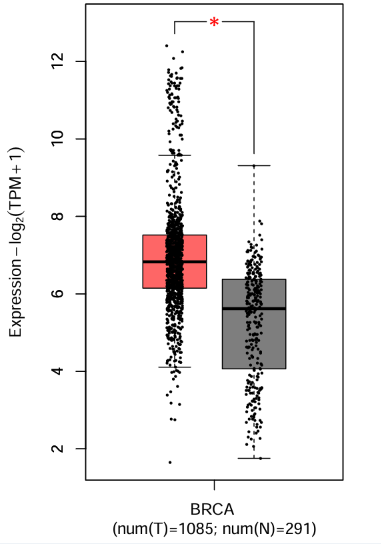 *
12
10
8
6
4
2
Expression−log₂(TPM+1)
BRCA
(num(T)=1085; num(N)=291)